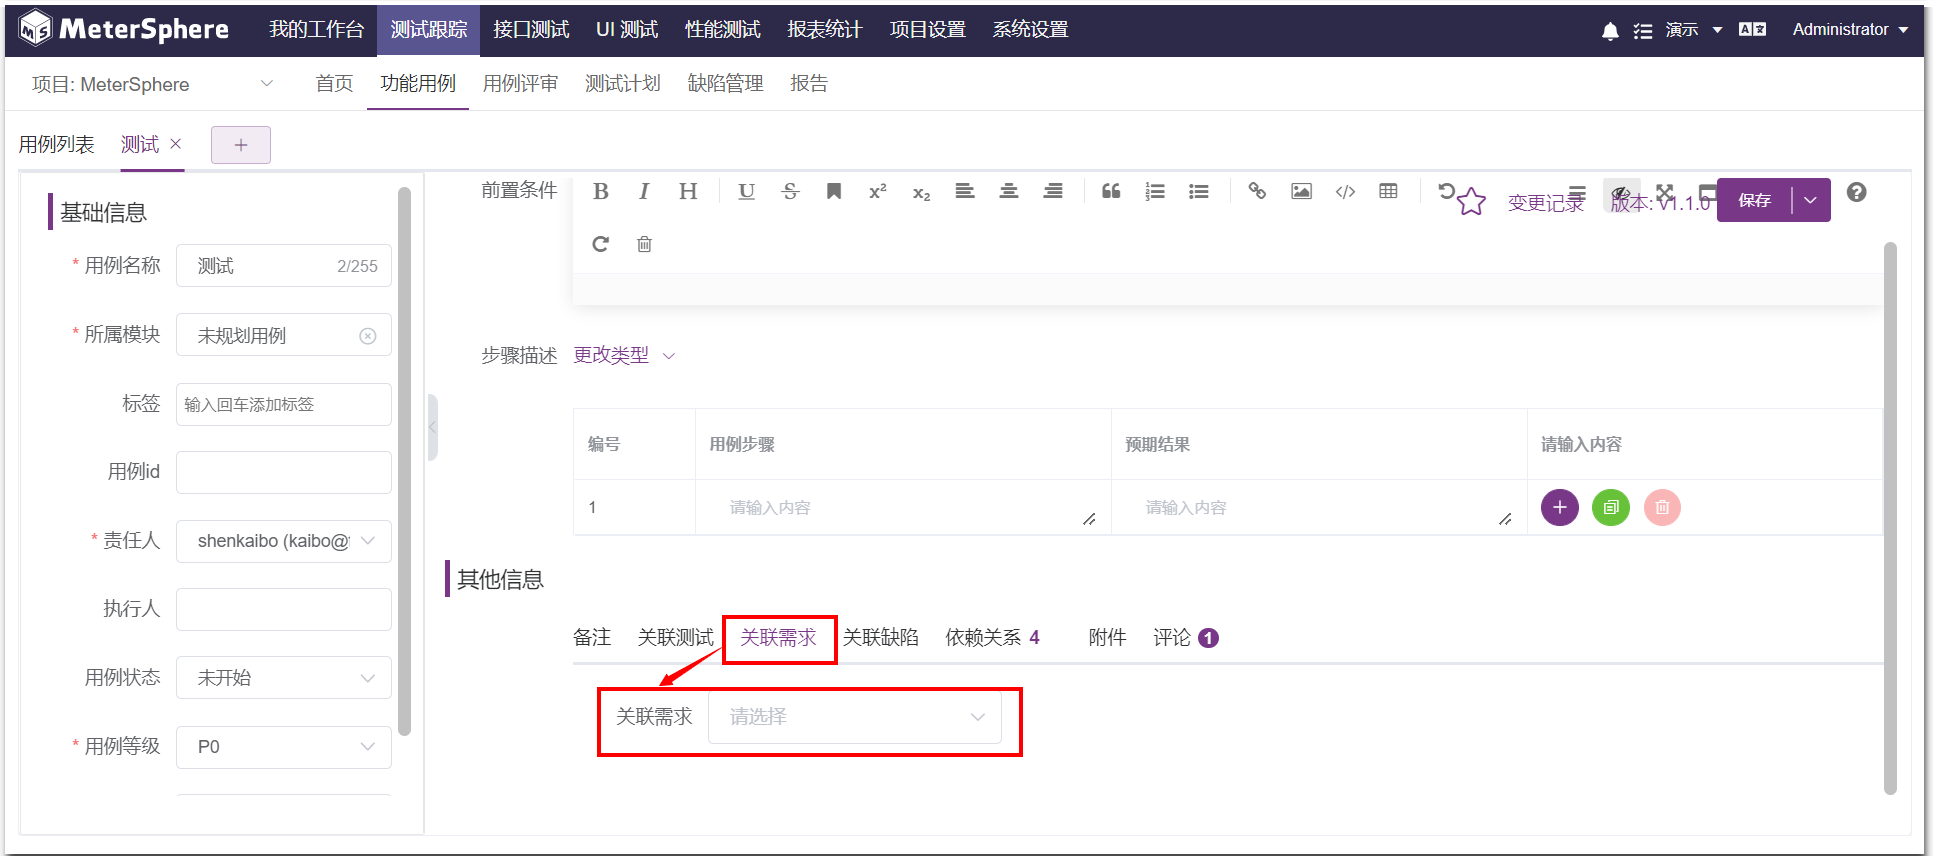 MeterSphere 我的工作台 测试跟踪 接口测试 UI 测试 性能测试 报表统计 项目设置 系统设置 演示 Administrator
项目: MeterSphere 首页 功能用例 用例评审 测试计划 缺陷管理 报告
用例列表 测试 × +
基础信息
* 用例名称 测试 2/255
* 所属模块 未规划用例
标签 输入回车添加标签
用例id
* 责任人 shenkaibo (kaibo@
执行人
用例状态 未开始
* 用例等级 P0
前置条件 B I H U S x² x₂ 变更记录 版本: v1.1.0 保存
步骤描述 更改类型
编号 用例步骤 预期结果 请输入内容
1 请输入内容 请输入内容
其他信息
备注 关联测试 关联需求 关联缺陷 依赖关系 4 附件 评论 1
关联需求 请选择